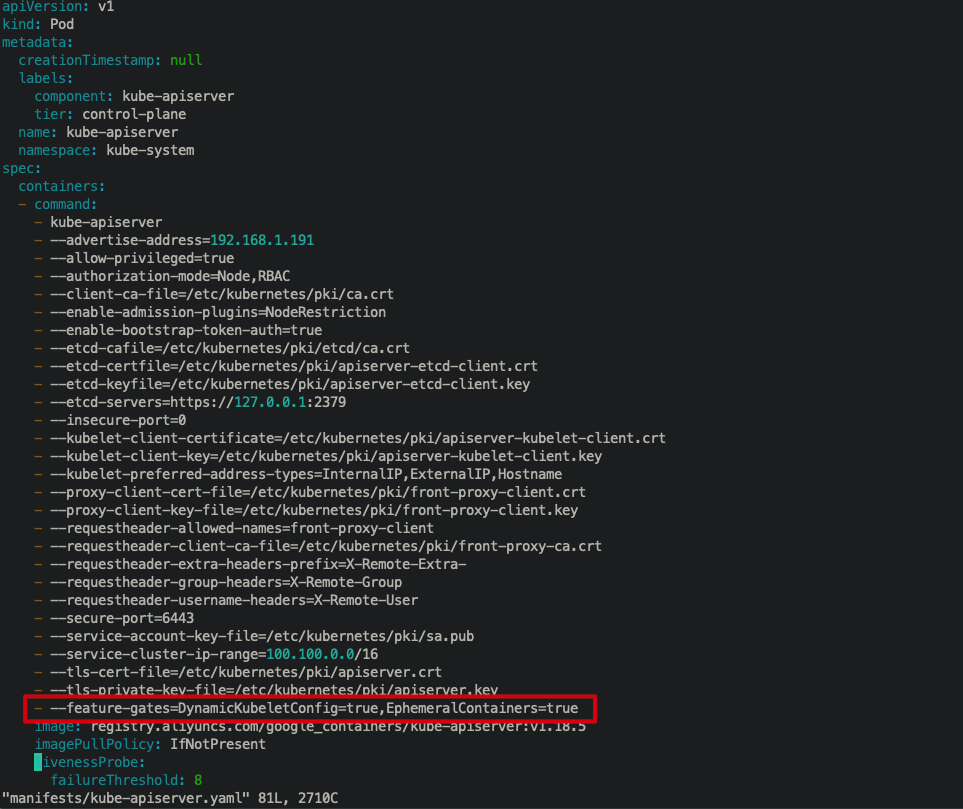 apiVersion: v1
kind: Pod
metadata:
  creationTimestamp: null
  labels:
    component: kube-apiserver
    tier: control-plane
  name: kube-apiserver
  namespace: kube-system
spec:
  containers:
  - command:
    - kube-apiserver
    - --advertise-address=192.168.1.191
    - --allow-privileged=true
    - --authorization-mode=Node,RBAC
    - --client-ca-file=/etc/kubernetes/pki/ca.crt
    - --enable-admission-plugins=NodeRestriction
    - --enable-bootstrap-token-auth=true
    - --etcd-cafile=/etc/kubernetes/pki/etcd/ca.crt
    - --etcd-certfile=/etc/kubernetes/pki/apiserver-etcd-client.crt
    - --etcd-keyfile=/etc/kubernetes/pki/apiserver-etcd-client.key
    - --etcd-servers=https://127.0.0.1:2379
    - --insecure-port=0
    - --kubelet-client-certificate=/etc/kubernetes/pki/apiserver-kubelet-client.crt
    - --kubelet-client-key=/etc/kubernetes/pki/apiserver-kubelet-client.key
    - --kubelet-preferred-address-types=InternalIP,ExternalIP,Hostname
    - --proxy-client-cert-file=/etc/kubernetes/pki/front-proxy-client.crt
    - --proxy-client-key-file=/etc/kubernetes/pki/front-proxy-client.key
    - --requestheader-allowed-names=front-proxy-client
    - --requestheader-client-ca-file=/etc/kubernetes/pki/front-proxy-ca.crt
    - --requestheader-extra-headers-prefix=X-Remote-Extra-
    - --requestheader-group-headers=X-Remote-Group
    - --requestheader-username-headers=X-Remote-User
    - --secure-port=6443
    - --service-account-key-file=/etc/kubernetes/pki/sa.pub
    - --service-cluster-ip-range=100.100.0.0/16
    - --tls-cert-file=/etc/kubernetes/pki/apiserver.crt
    - --tls-private-key-file=/etc/kubernetes/pki/apiserver.key
    - --feature-gates=DynamicKubeletConfig=true,EphemeralContainers=true
    image: registry.aliyuncs.com/google_containers/kube-apiserver:v1.18.5
    imagePullPolicy: IfNotPresent
    ivenessProbe:
      failureThreshold: 8
"manifests/kube-apiserver.yaml" 81L, 2710C